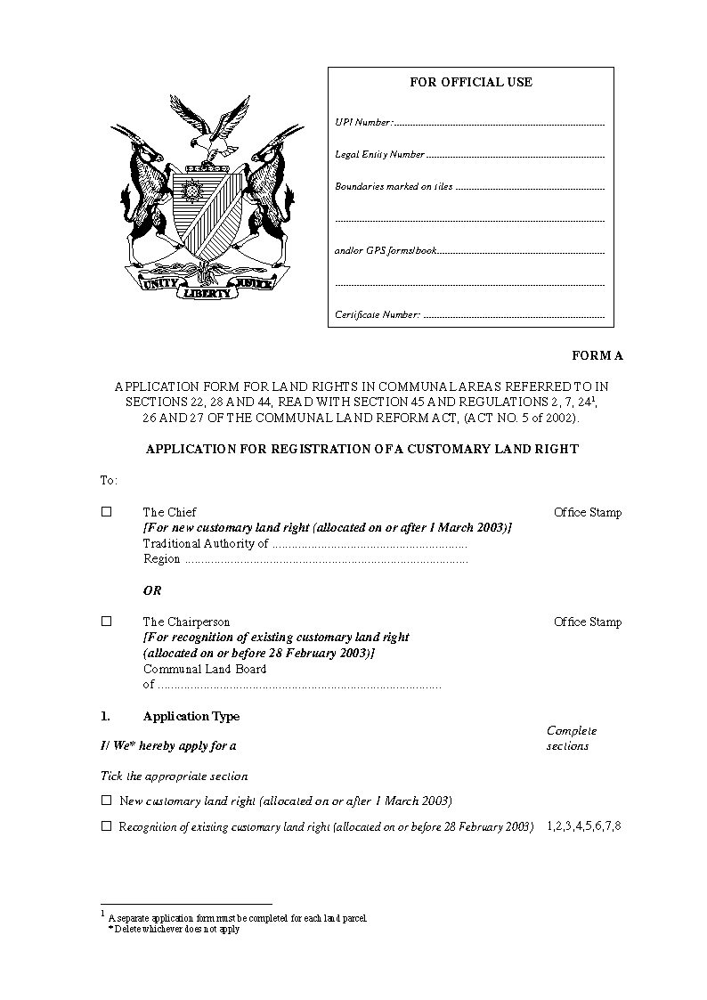 UNITY
LIBERTY
JUSTICE
FOR OFFICIAL USE
UPI Number:
Legal Entity Number
Boundaries marked on tiles
and/or GPS forms/book
Certificate Number:
FORM A
APPLICATION FORM FOR LAND RIGHTS IN COMMUNAL AREAS REFERRED TO IN
SECTIONS 22, 28 AND 44, READ WITH SECTION 45 AND REGULATIONS 2, 7, 24¹,
26 AND 27 OF THE COMMUNAL LAND REFORM ACT, (ACT NO. 5 of 2002).
APPLICATION FOR REGISTRATION OF A CUSTOMARY LAND RIGHT
To:
☐ The Chief Office Stamp
[For new customary land right (allocated on or after 1 March 2003)]
Traditional Authority of
Region
OR
☐ The Chairperson Office Stamp
[For recognition of existing customary land right
(allocated on or before 28 February 2003)]
Communal Land Board
of
1. Application Type
Complete
I/ We* hereby apply for a sections
Tick the appropriate section
☐ New customary land right (allocated on or after 1 March 2003)
☐ Recognition of existing customary land right (allocated on or before 28 February 2003) 1,2,3,4,5,6,7,8
¹ A separate application form must be completed for each land parcel.
* Delete whichever does not apply